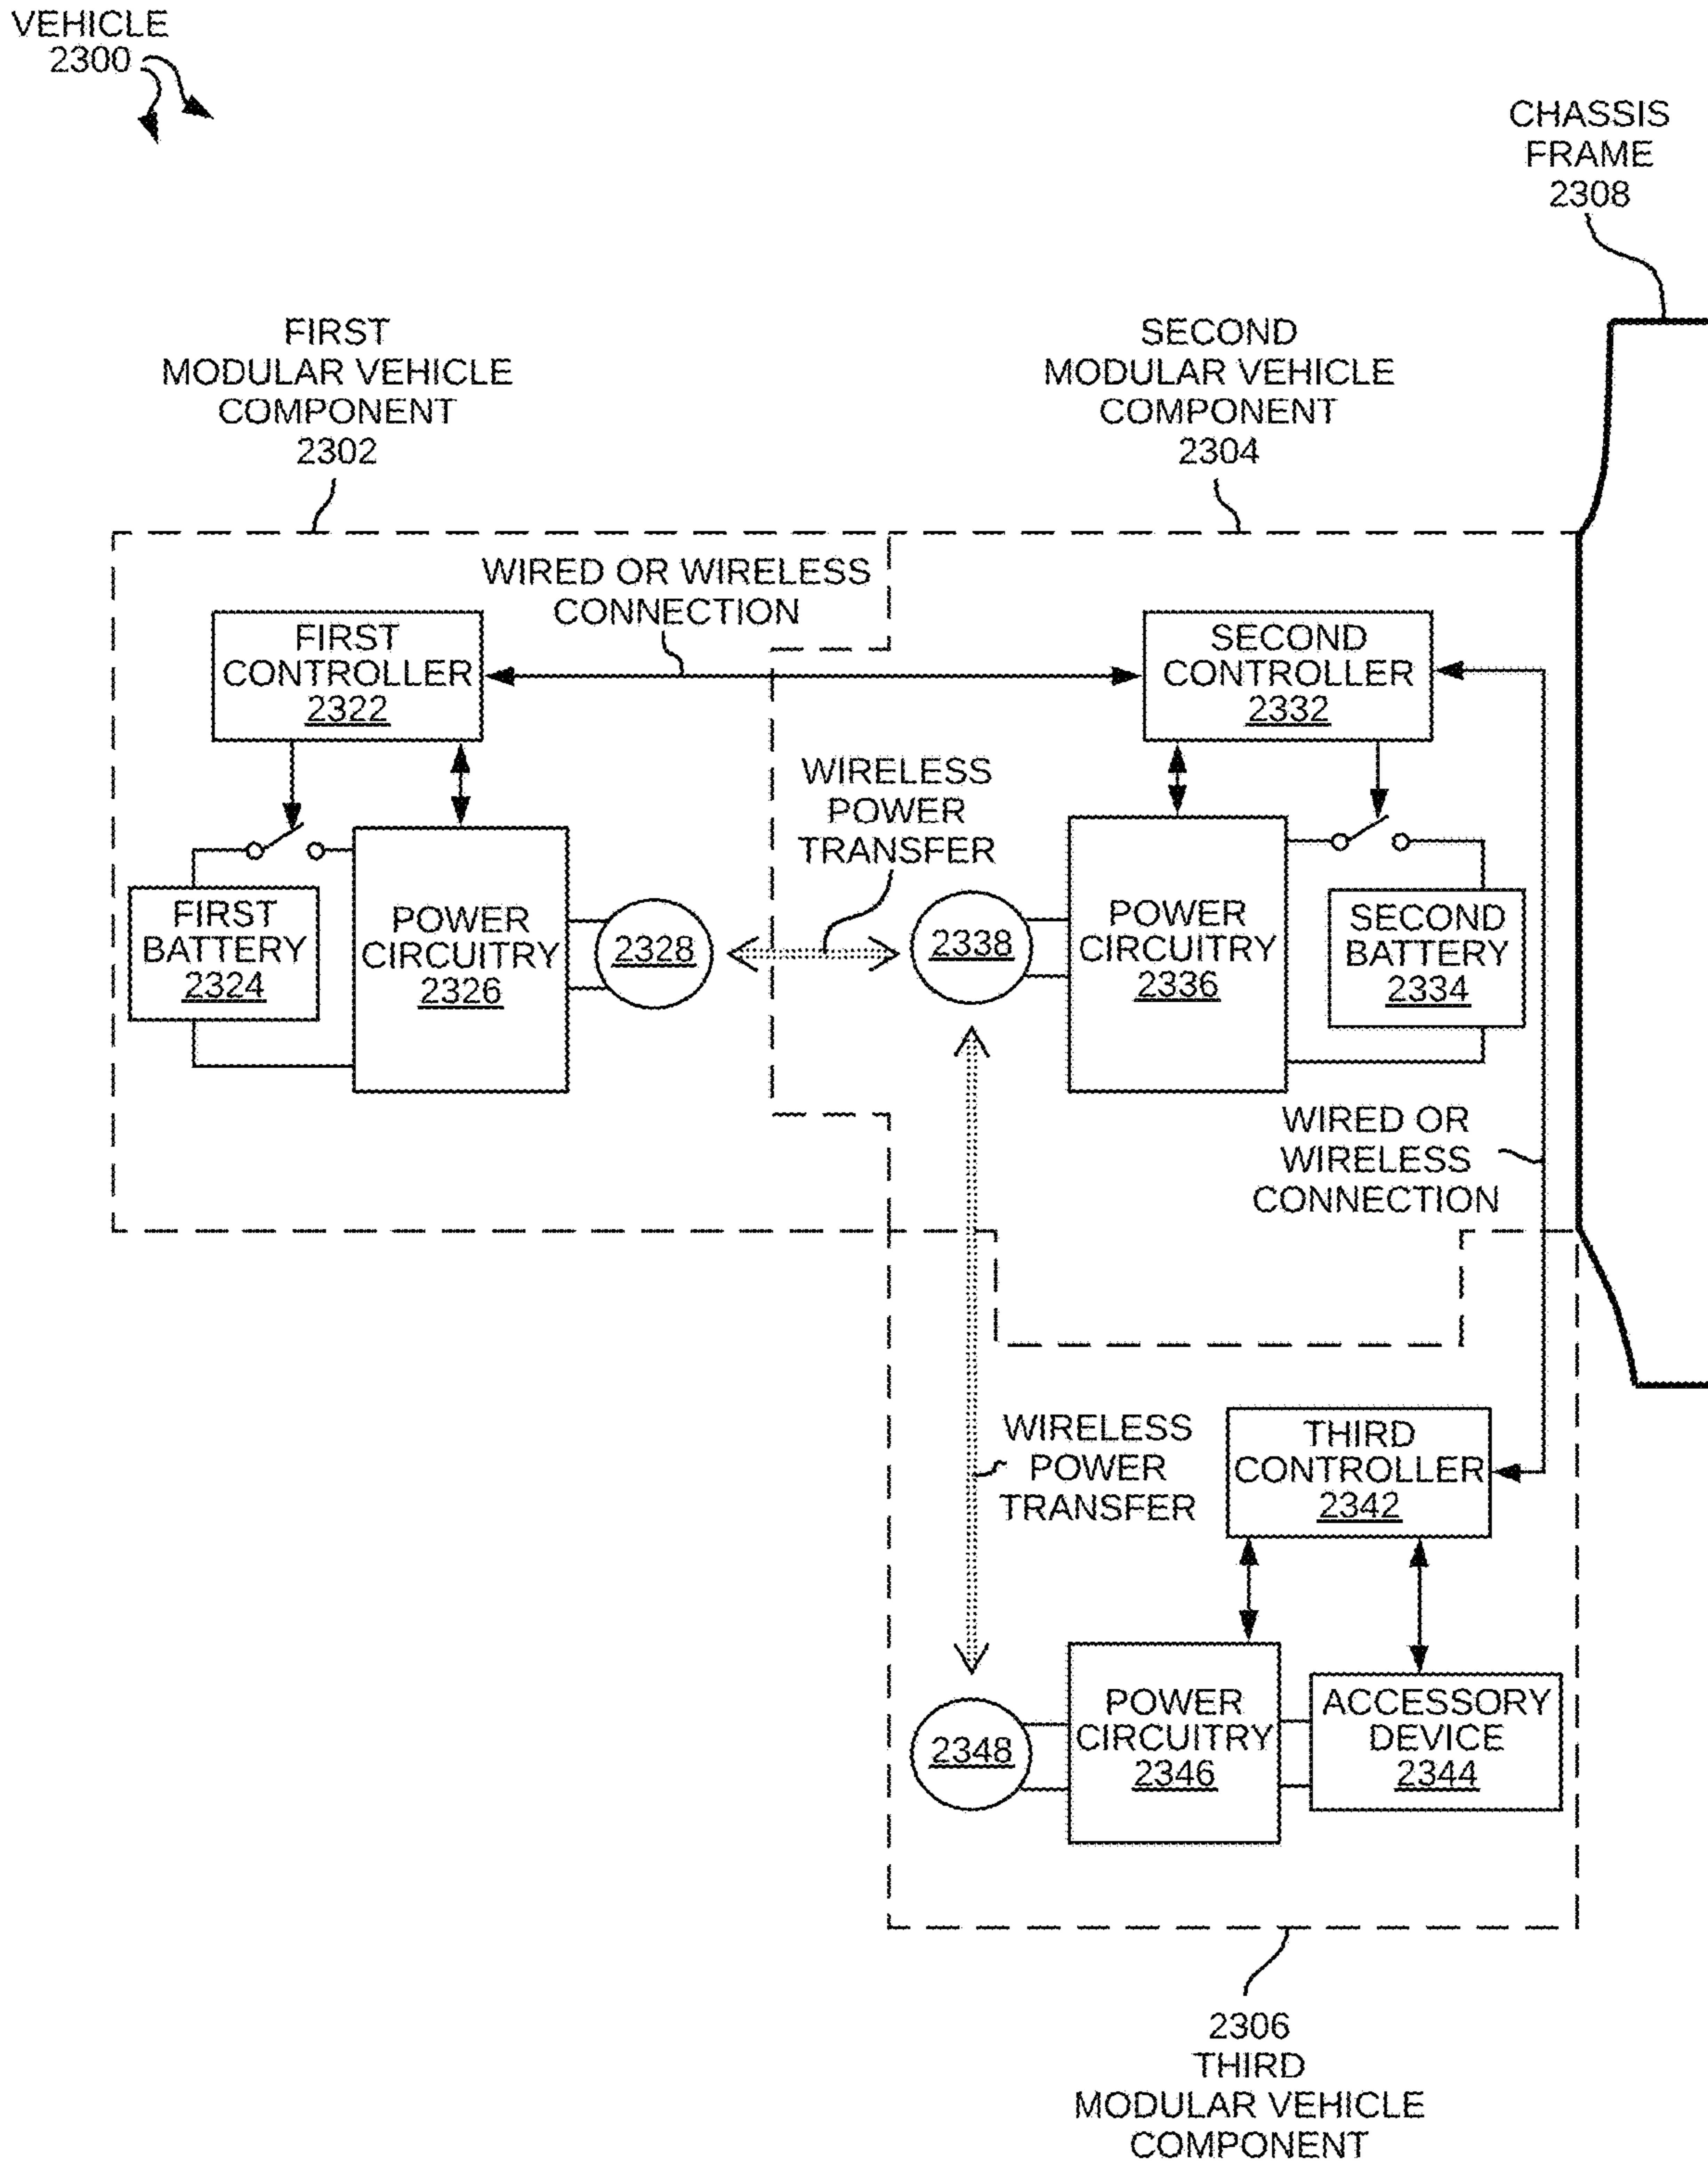 VEHICLE
2300
CHASSIS
FRAME
2308
FIRST
MODULAR VEHICLE
COMPONENT
2302
SECOND
MODULAR VEHICLE
COMPONENT
2304
WIRED OR WIRELESS
CONNECTION
FIRST
CONTROLLER
2322
SECOND
CONTROLLER
2332
WIRELESS
POWER
TRANSFER
FIRST
BATTERY
2324
POWER
CIRCUITRY
2326
2328
2338
POWER
CIRCUITRY
2336
SECOND
BATTERY
2334
WIRED OR
WIRELESS
CONNECTION
WIRELESS
POWER
TRANSFER
THIRD
CONTROLLER
2342
2348
POWER
CIRCUITRY
2346
ACCESSORY
DEVICE
2344
2306
THIRD
MODULAR VEHICLE
COMPONENT